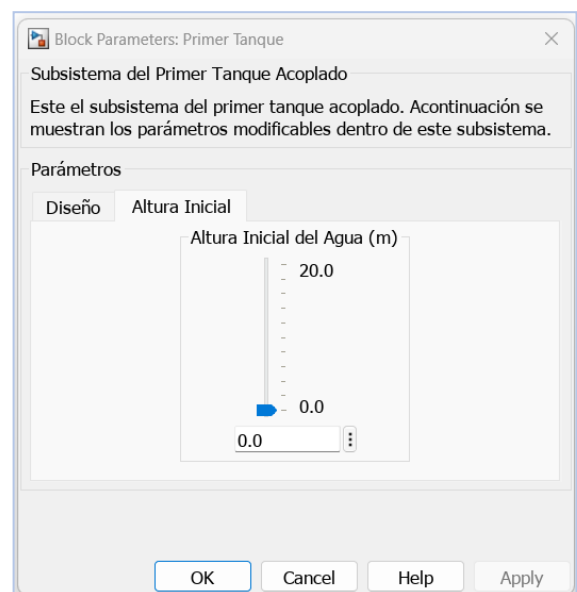 Block Parameters: Primer Tanque
Subsistema del Primer Tanque Acoplado
Este el subsistema del primer tanque acoplado. Acontinuación se
muestran los parámetros modificables dentro de este subsistema.
Parámetros
Diseño Altura Inicial
Altura Inicial del Agua (m)
20.0
0.0
0.0
OK Cancel Help Apply